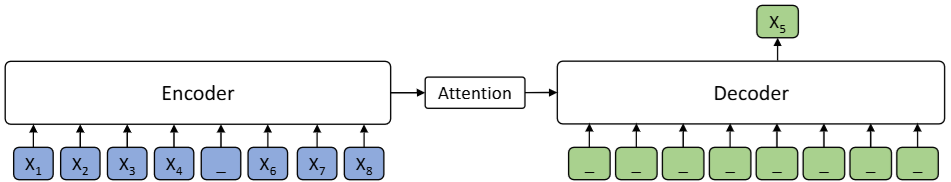 X₅
Encoder
Attention
Decoder
X₁ X₂ X₃ X₄ _ X₆ X₇ X₈
_ _ _ _ _ _ _ _